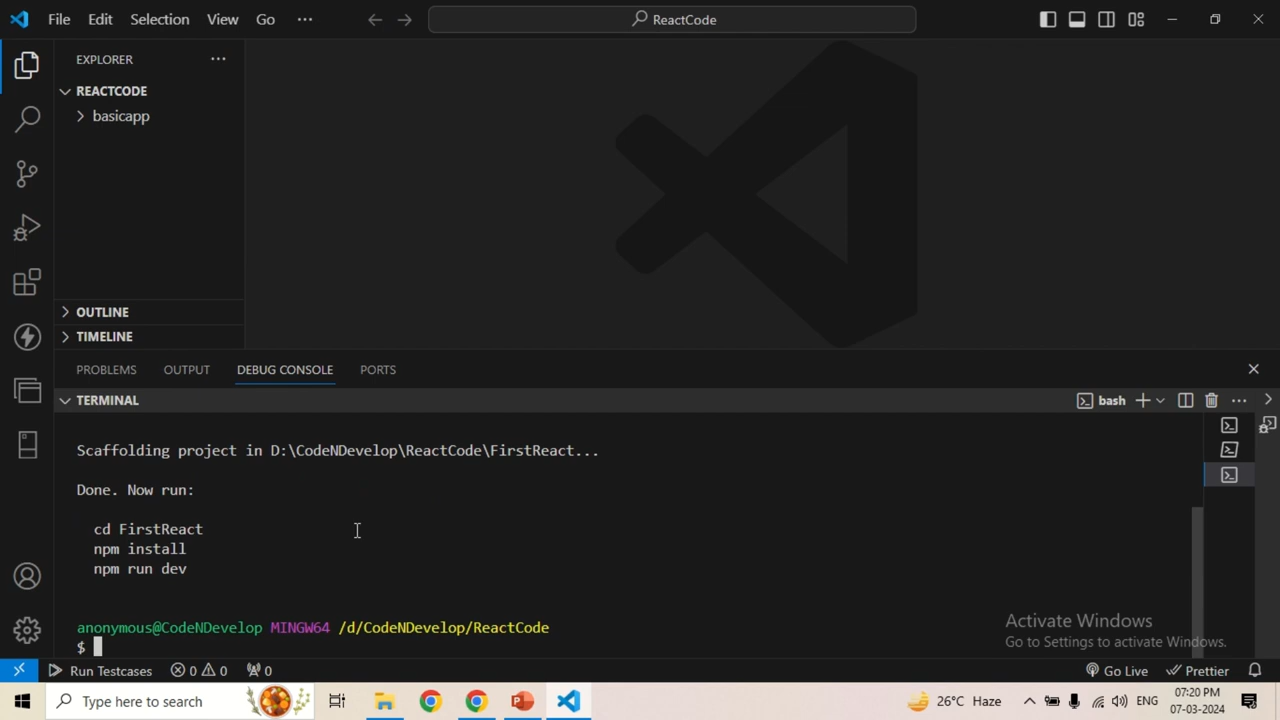 File Edit Selection View Go ··· ReactCode
EXPLORER ···
REACTCODE
basicapp
OUTLINE
TIMELINE
PROBLEMS OUTPUT DEBUG CONSOLE PORTS
TERMINAL bash
Scaffolding project in D:\CodeNDevelop\ReactCode\FirstReact...
Done. Now run:
cd FirstReact
npm install
npm run dev
anonymous@CodeNDevelop MINGW64 /d/CodeNDevelop/ReactCode
$
Activate Windows
Go to Settings to activate Windows.
Run Testcases 0 0 0 Go Live Prettier
Type here to search 26°C Haze ENG 07:20 PM
07-03-2024